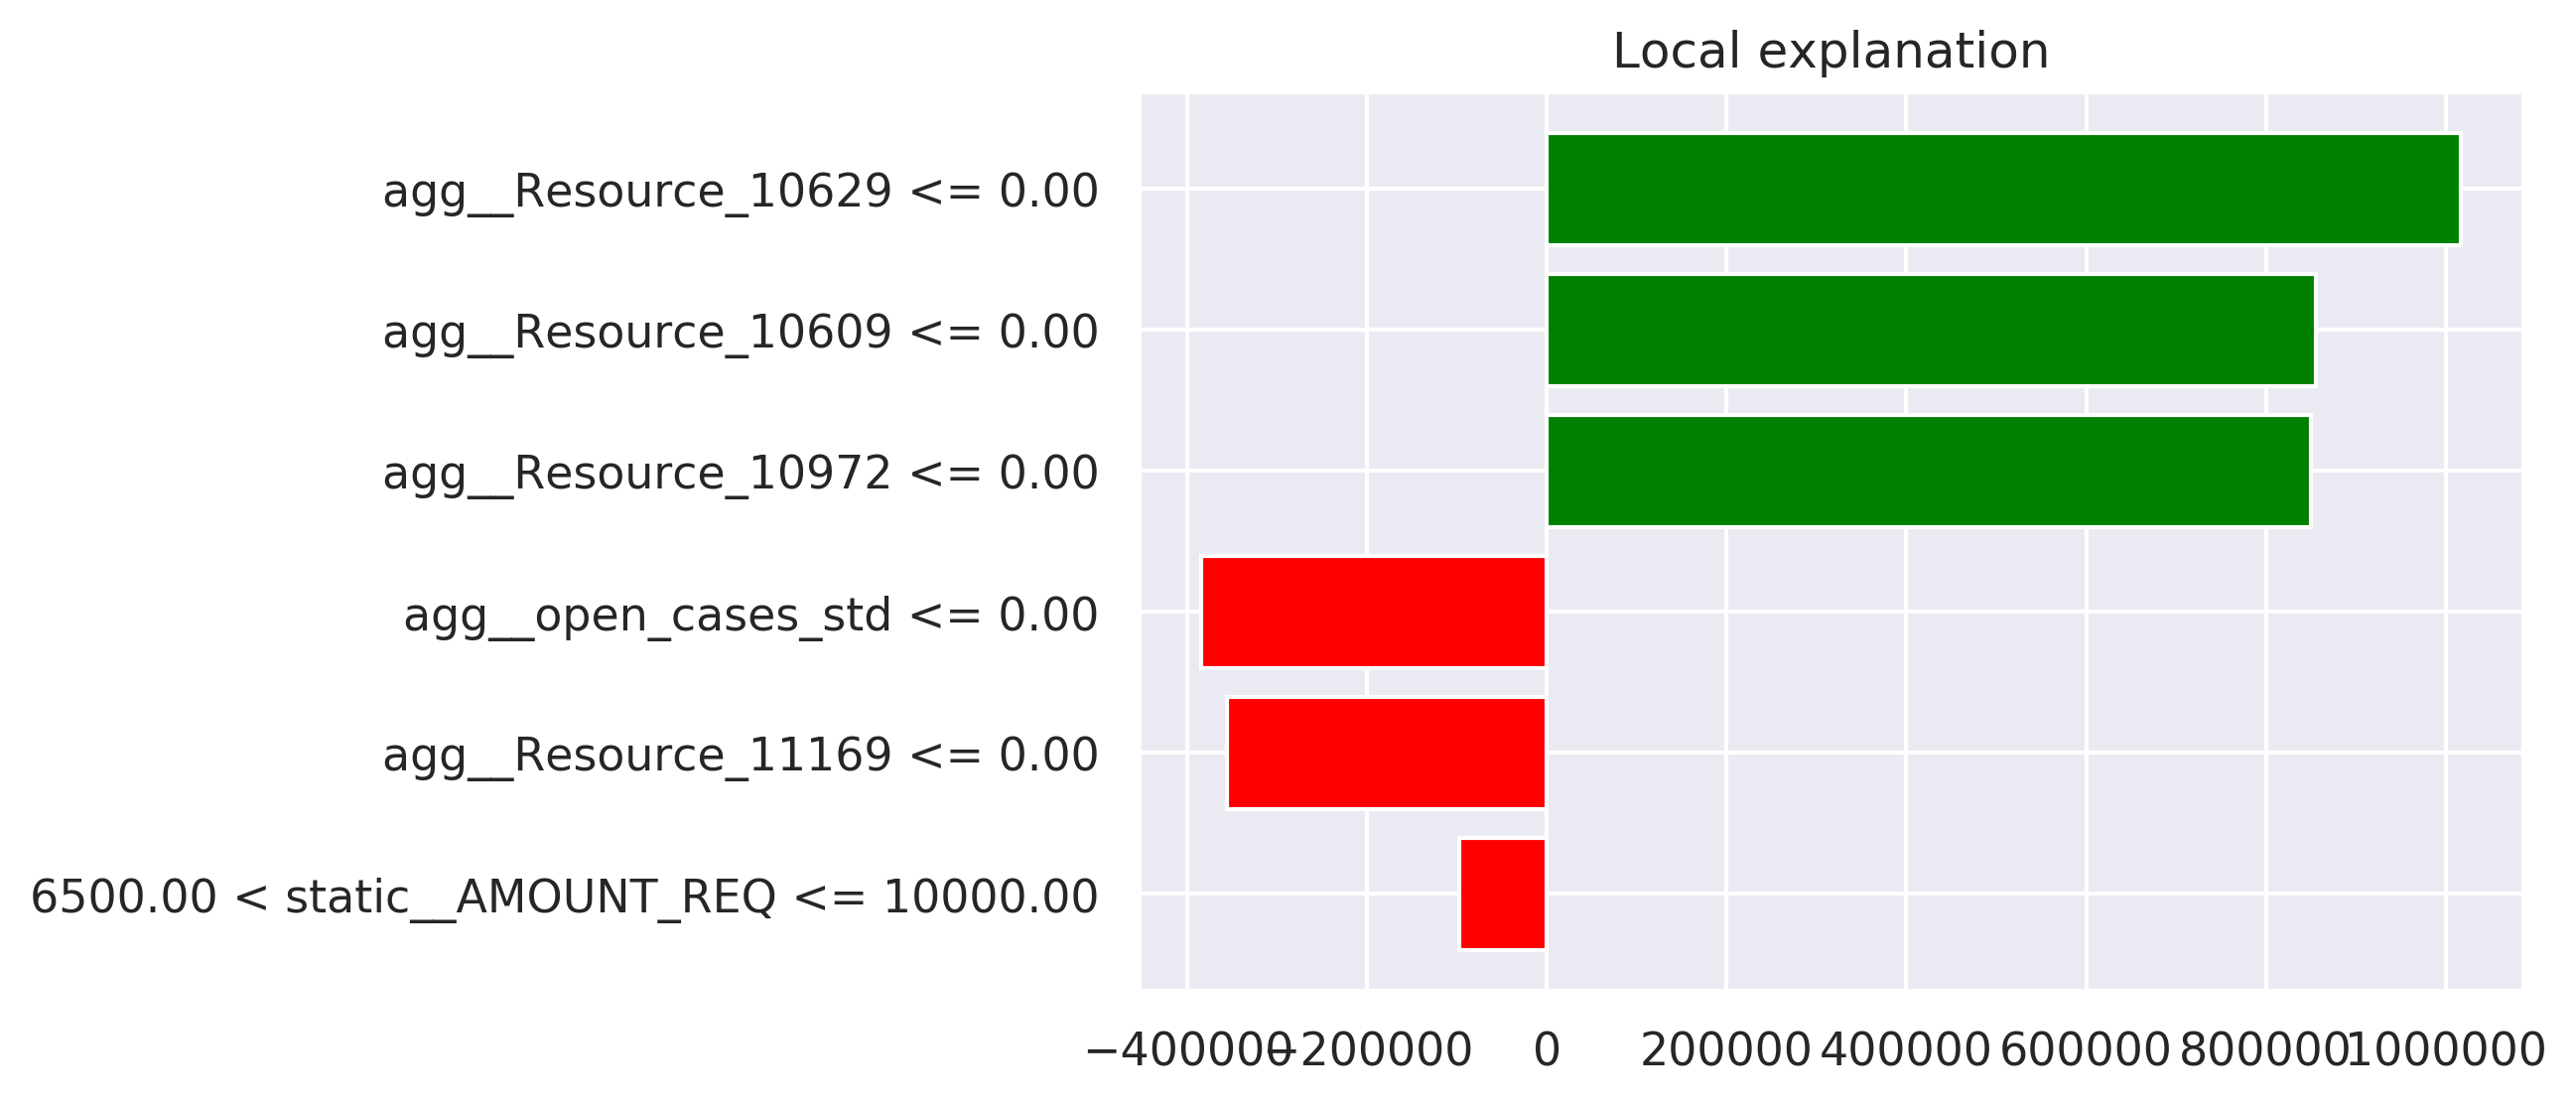 Local explanation
agg__Resource_10629 <= 0.00
agg__Resource_10609 <= 0.00
agg__Resource_10972 <= 0.00
agg__open_cases_std <= 0.00
agg__Resource_11169 <= 0.00
6500.00 < static__AMOUNT_REQ <= 10000.00
−400000 −200000 0 200000 400000 600000 800000 1000000